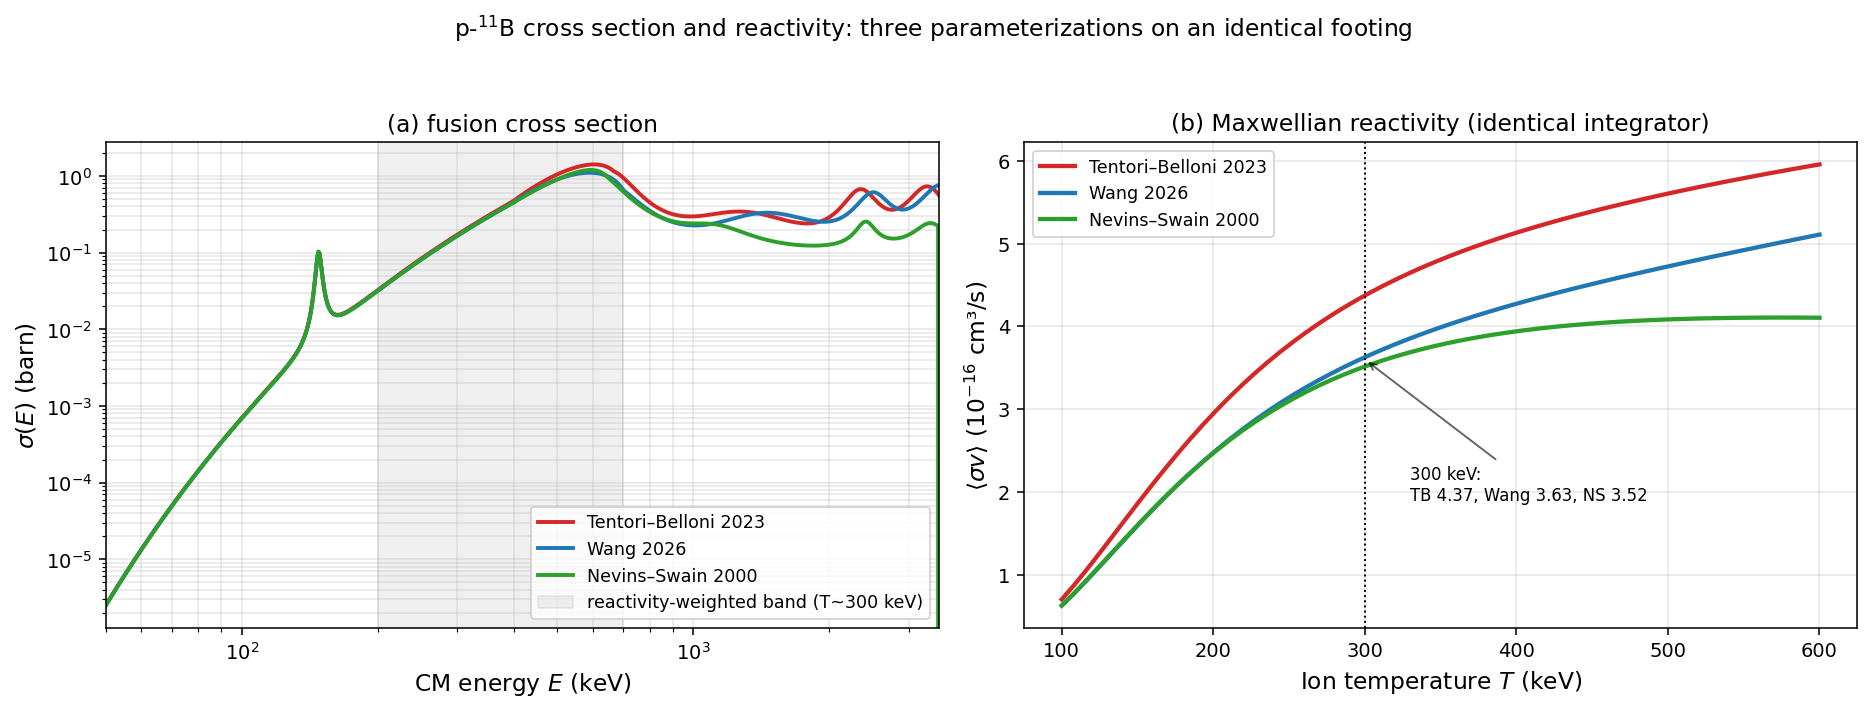 p-¹¹B cross section and reactivity: three parameterizations on an identical footing
(a) fusion cross section
σ(E) (barn)
10⁰
10⁻¹
10⁻²
10⁻³
10⁻⁴
10⁻⁵
Tentori–Belloni 2023
Wang 2026
Nevins–Swain 2000
reactivity-weighted band (T~300 keV)
10² 10³
CM energy E (keV)
(b) Maxwellian reactivity (identical integrator)
⟨σv⟩ (10⁻¹⁶ cm³/s)
6
5
4
3
2
1
Tentori–Belloni 2023
Wang 2026
Nevins–Swain 2000
300 keV:
TB 4.37, Wang 3.63, NS 3.52
100 200 300 400 500 600
Ion temperature T (keV)